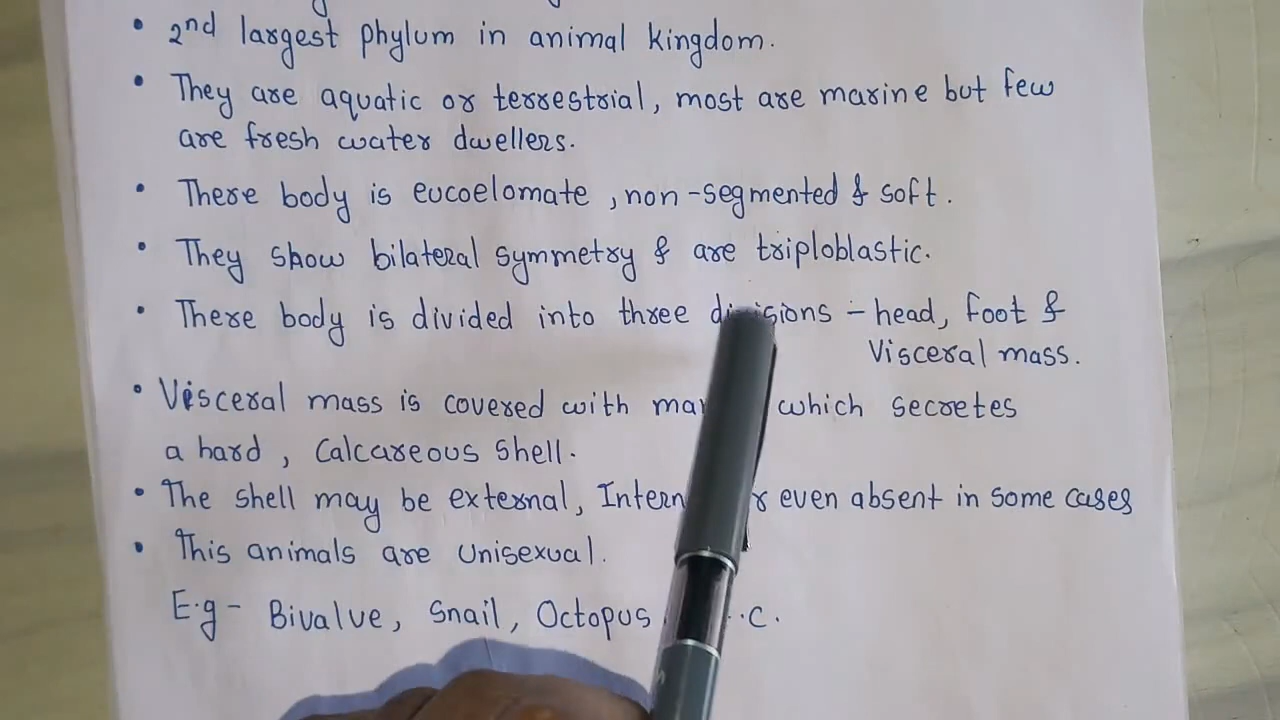 • 2nd largest phylum in animal kingdom.
• They are aquatic or terrestrial, most are marine but few
are fresh water dwellers.
• There body is eucoelomate, non-segmented & soft.
• They show bilateral symmetry & are triploblastic.
• There body is divided into three divisions - head, foot &
Visceral mass.
• Visceral mass is covered with which secretes
a hard, Calcareous shell.
• The shell may be external, even absent in some cases
• This animals are Unisexual.
E.g - Bivalve, Snail, Octopus